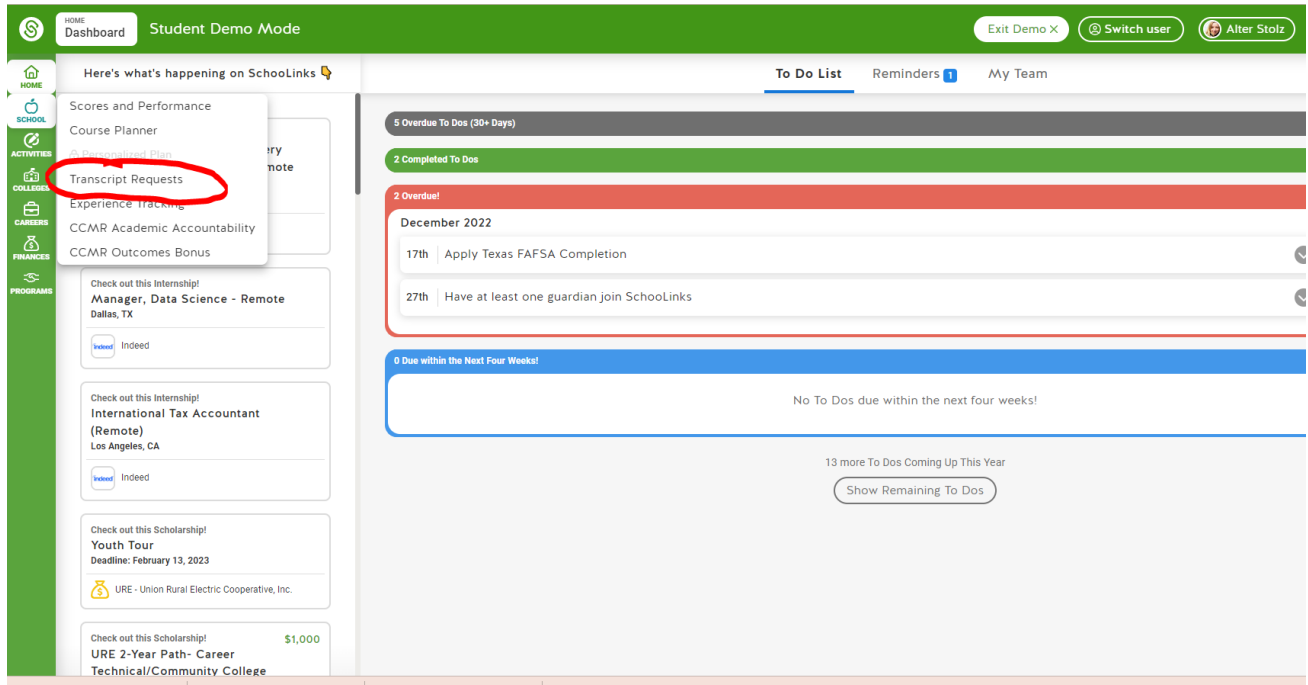 HOME
Dashboard
Student Demo Mode
Exit Demo X
Switch user
Alter Stolz
HOME
SCHOOL
ACTIVITIES
COLLEGES
CAREERS
FINANCES
PROGRAMS
Here's what's happening on SchooLinks
Scores and Performance
Course Planner
Personalized Plan
Transcript Requests
Experience Tracking
CCMR Academic Accountability
CCMR Outcomes Bonus
Check out this Internship!
Manager, Data Science - Remote
Dallas, TX
indeed Indeed
Check out this Internship!
International Tax Accountant
(Remote)
Los Angeles, CA
indeed Indeed
Check out this Scholarship!
Youth Tour
Deadline: February 13, 2023
URE - Union Rural Electric Cooperative, Inc.
Check out this Scholarship! $1,000
URE 2-Year Path- Career
Technical/Community College
To Do List Reminders 1 My Team
5 Overdue To Dos (30+ Days)
2 Completed To Dos
2 Overdue!
December 2022
17th Apply Texas FAFSA Completion
27th Have at least one guardian join SchooLinks
0 Due within the Next Four Weeks!
No To Dos due within the next four weeks!
13 more To Dos Coming Up This Year
Show Remaining To Dos